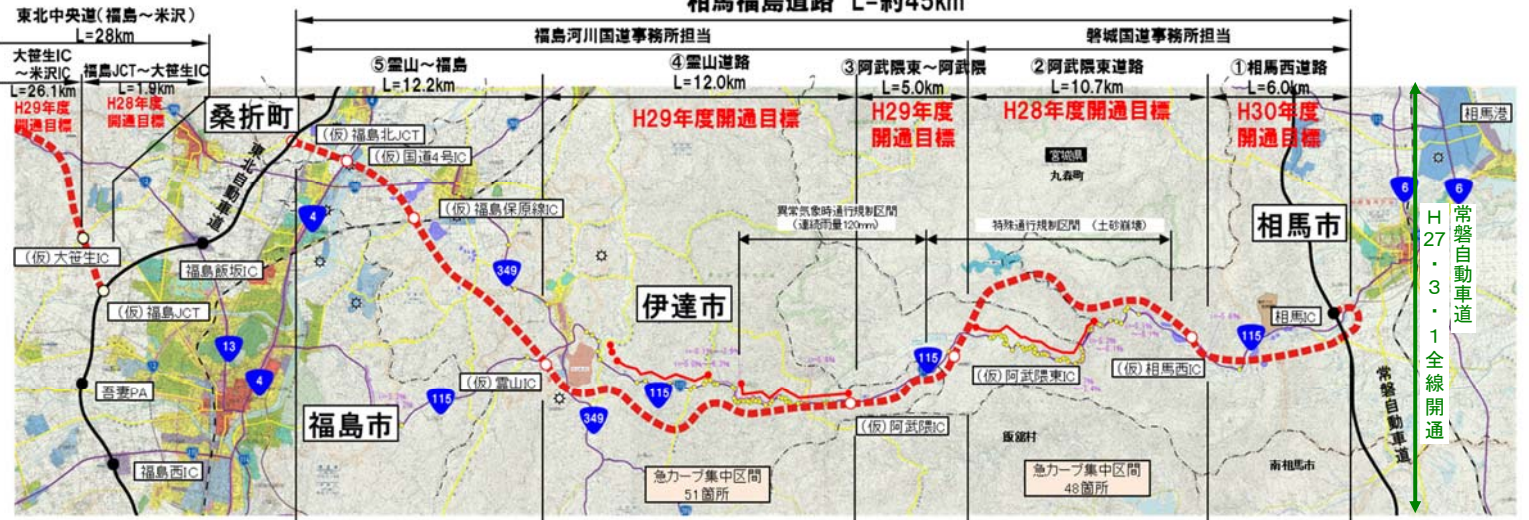 相馬福島道路 L=約45km
東北中央道(福島～米沢)
L=28km
福島河川国道事務所担当
磐城国道事務所担当
大笹生IC
～米沢IC
L=26.1km
福島JCT～大笹生IC
L=1.9km
⑤霊山～福島
L=12.2km
④霊山道路
L=12.0km
③阿武隈東～阿武隈
L=5.0km
②阿武隈東道路
L=10.7km
①相馬西道路
L=6.0km
H29年度
開通目標
H28年度
開通目標
H29年度開通目標
H29年度
開通目標
H28年度開通目標
H30年度
開通目標
桑折町
(仮)福島北JCT
(仮)国道4号IC
東北自動車道
宮城県
丸森町
相馬港
6
6
4
(仮)福島保原線IC
異常気象時通行規制区間
(連続雨量120mm)
特殊通行規制区間 (土砂崩壊)
相馬市
常磐自動車道
H27・3・1全線開通
(仮)大笹生IC
福島飯坂IC
349
伊達市
(仮)福島JCT
相馬IC
13
4
115
115
(仮)霊山IC
(仮)阿武隈東IC
(仮)相馬西IC
吾妻PA
115
115
349
福島市
(仮)阿武隈IC
飯舘村
常磐自動車道
福島西IC
急カーブ集中区間
51箇所
急カーブ集中区間
48箇所
南相馬市